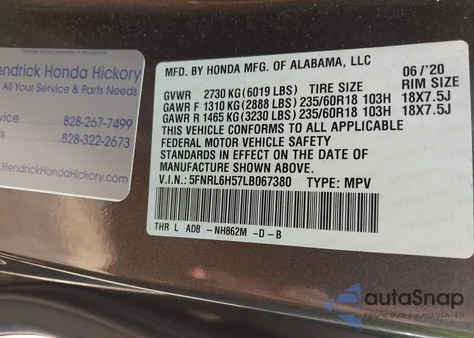 endrick Honda Hickory
All Your Service & Parts Needs
828-267-7499
828-322-2673
HendrickHondaHickory.com
MFD. BY HONDA MFG. OF ALABAMA, LLC
06/'20
GVWR 2730 KG (6019 LBS) TIRE SIZE RIM SIZE
GAWR F 1310 KG (2888 LBS) 235/60R18 103H 18X7.5J
GAWR R 1465 KG (3230 LBS) 235/60R18 103H 18X7.5J
THIS VEHICLE CONFORMS TO ALL APPLICABLE
FEDERAL MOTOR VEHICLE SAFETY
STANDARDS IN EFFECT ON THE DATE OF
MANUFACTURE SHOWN ABOVE.
V.I.N.: 5FNRL6H57LB067380 TYPE: MPV
THR L AD8 -NH862M -D -B
autoSnap